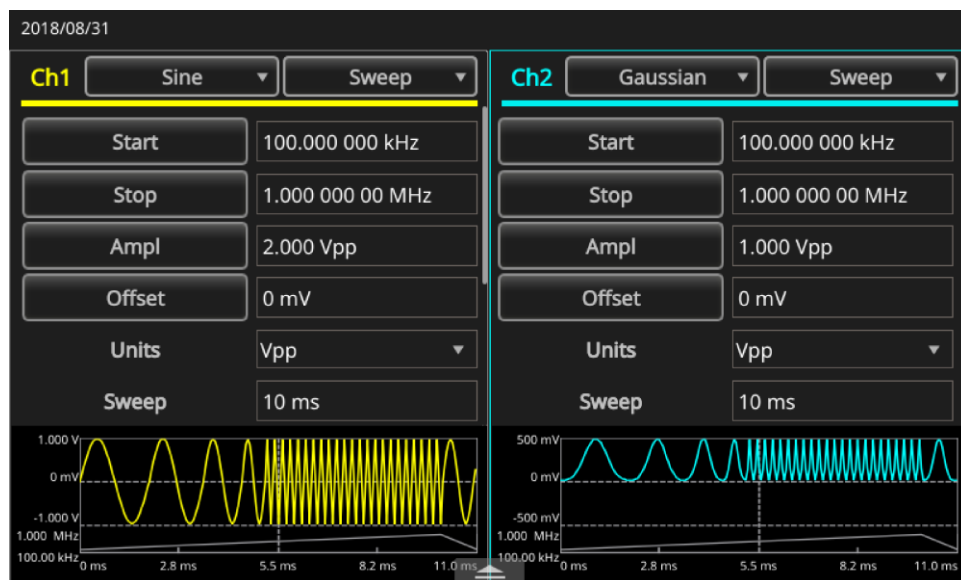 2018/08/31
Ch1 Sine Sweep
Start 100.000 000 kHz
Stop 1.000 000 00 MHz
Ampl 2.000 Vpp
Offset 0 mV
Units Vpp
Sweep 10 ms
1.000 V
0 mV
-1.000 V
1.000 MHz
100.00 kHz
0 ms 2.8 ms 5.5 ms 8.2 ms 11.0 ms
Ch2 Gaussian Sweep
Start 100.000 000 kHz
Stop 1.000 000 00 MHz
Ampl 1.000 Vpp
Offset 0 mV
Units Vpp
Sweep 10 ms
500 mV
0 mV
-500 mV
1.000 MHz
100.00 kHz
0 ms 2.8 ms 5.5 ms 8.2 ms 11.0 ms